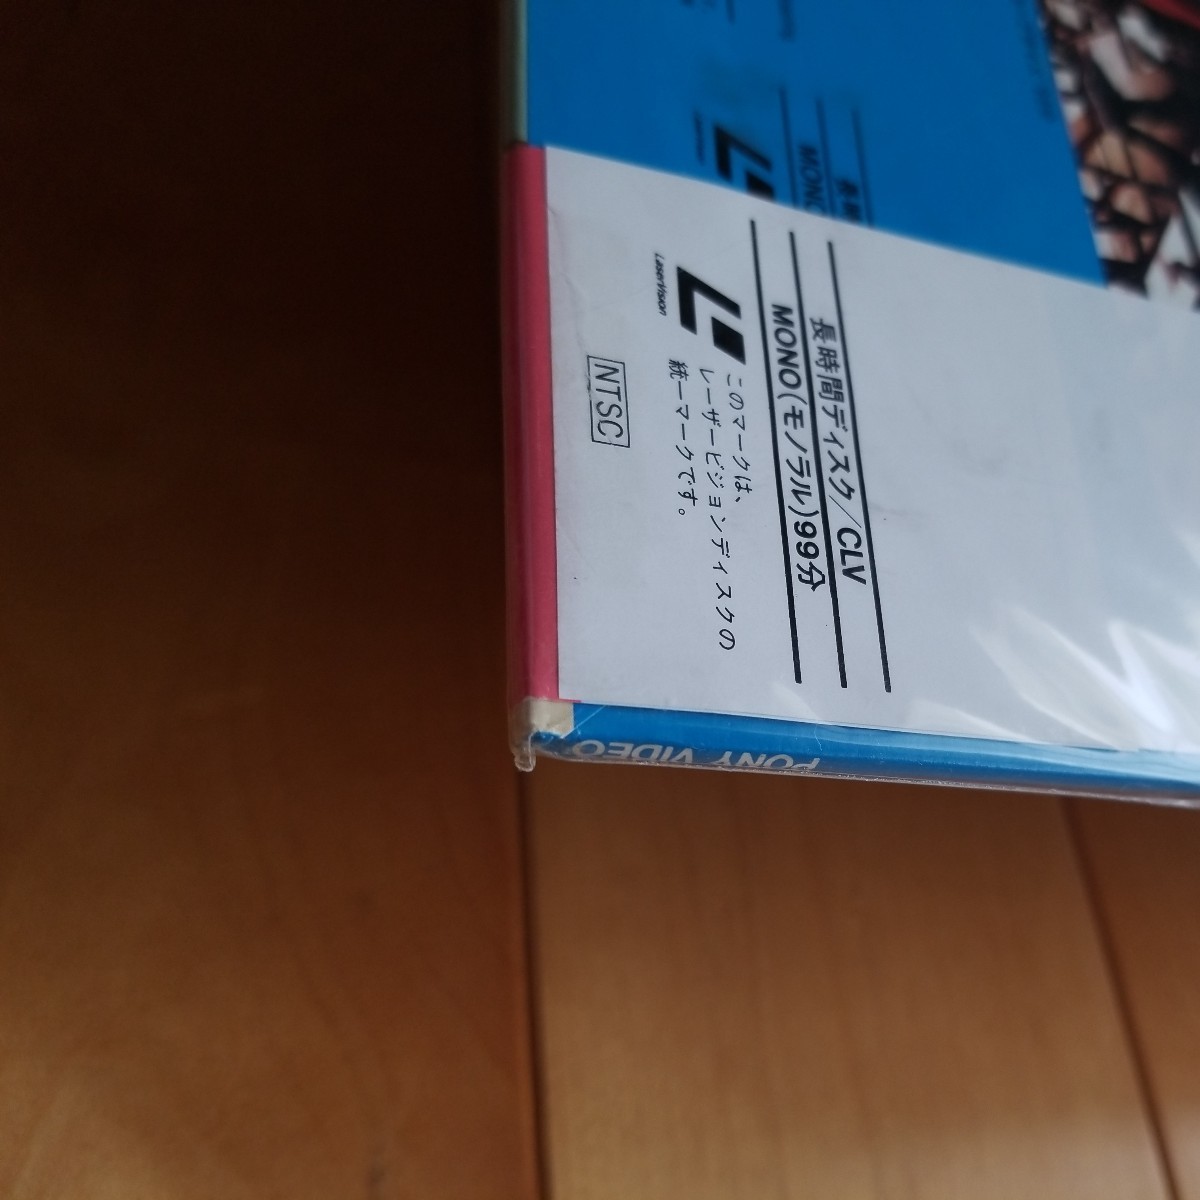 長時間ディスク/CLV
MONO(モノラル)99分
LaserVision
このマークは、
レーザービジョンディスクの
統一マークです。
NTSC
MONO
PONY VIDEO